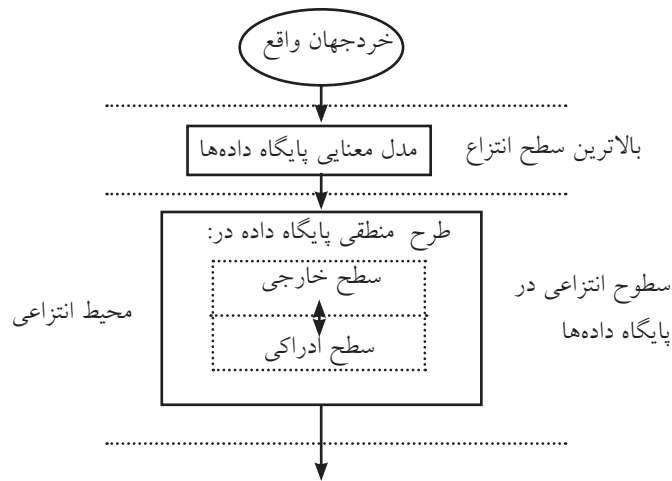 خردجهان واقع
بالاترین سطح انتزاع
مدل معنایی پایگاه داده‌ها
طرح منطقی پایگاه داده در:
سطح خارجی
سطوح انتزاعی در
پایگاه داده‌ها
محیط انتزاعی
سطح ادراکی